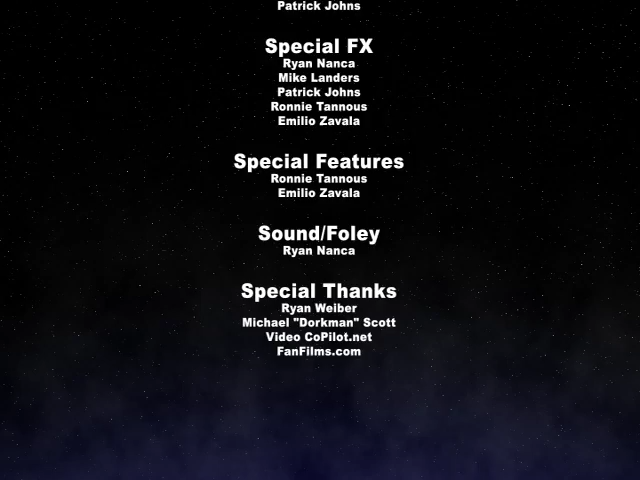 Patrick Johns
Special FX
Ryan Nanca
Mike Landers
Patrick Johns
Ronnie Tannous
Emilio Zavala
Special Features
Ronnie Tannous
Emilio Zavala
Sound/Foley
Ryan Nanca
Special Thanks
Ryan Weiber
Michael "Dorkman" Scott
Video CoPilot.net
FanFilms.com